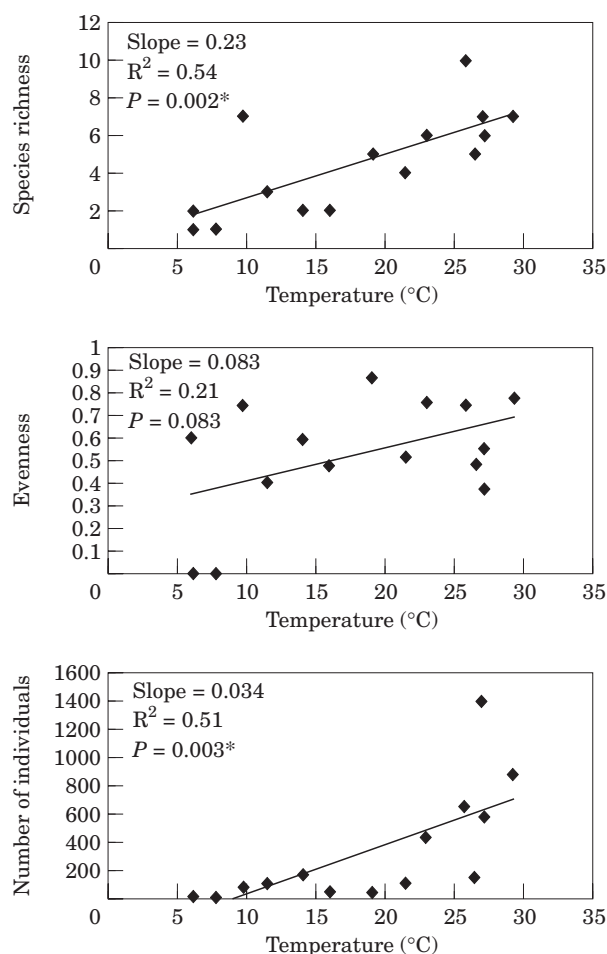 12
10
8
6
4
2
0
Species richness
Slope = 0.23
R² = 0.54
P = 0.002*
5 10 15 20 25 30 35
Temperature (°C)
1
0.9
0.8
0.7
0.6
0.5
0.4
0.3
0.2
0.1
0
Evenness
Slope = 0.083
R² = 0.21
P = 0.083
5 10 15 20 25 30 35
Temperature (°C)
1600
1400
1200
1000
800
600
400
200
0
Number of individuals
Slope = 0.034
R² = 0.51
P = 0.003*
5 10 15 20 25 30 35
Temperature (°C)